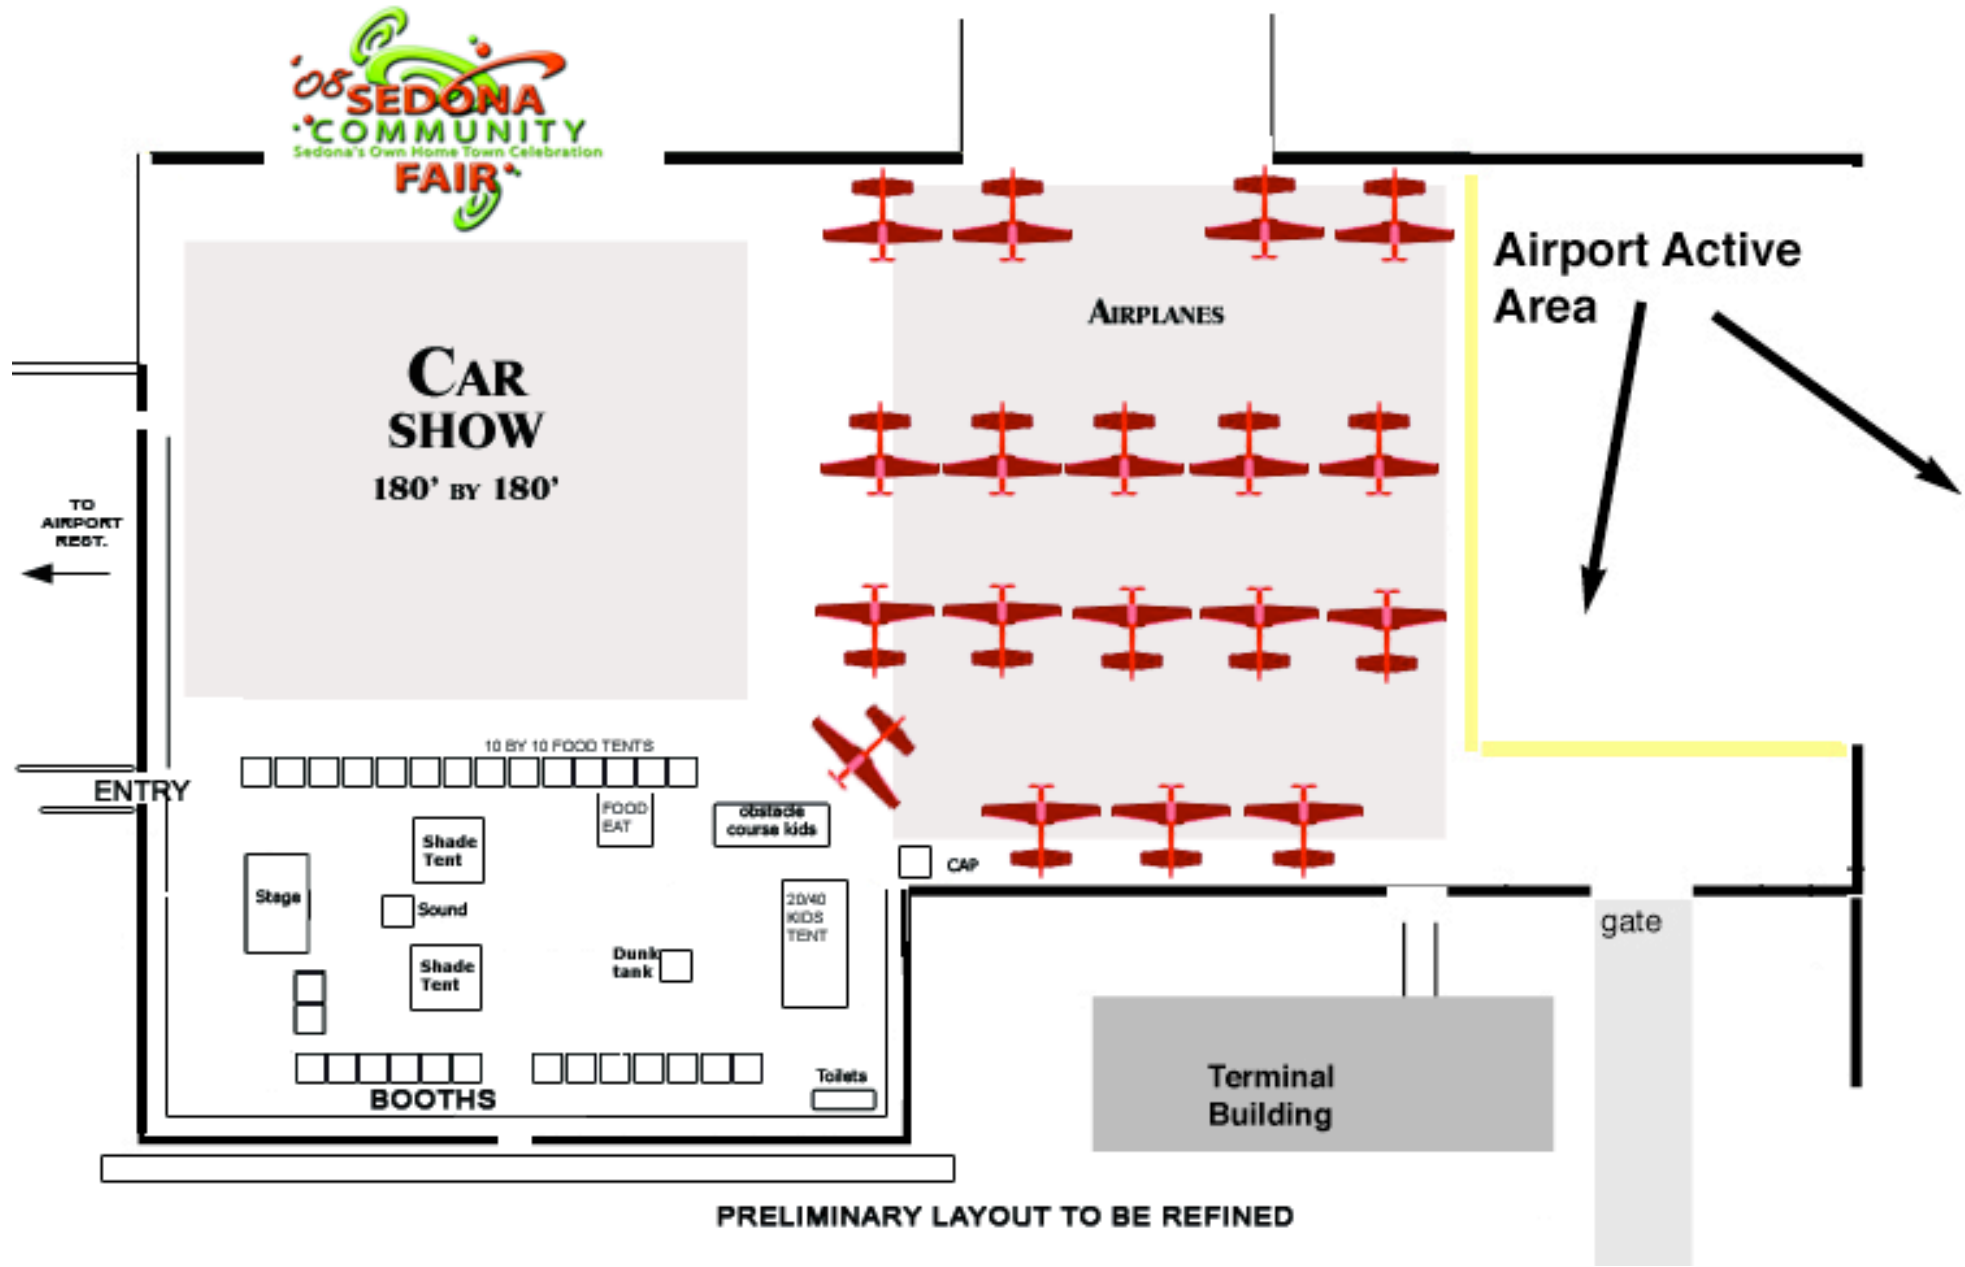 '08 SEDONA
COMMUNITY
Sedona's Own Home Town Celebration
FAIR
Airport Active
Area
AIRPLANES
CAR
SHOW
180' BY 180'
TO
AIRPORT
REST.
10 BY 10 FOOD TENTS
ENTRY
FOOD
EAT
obstacle
course kids
Shade
Tent
CAP
Stage
Sound
20/40
KIDS
TENT
gate
Dunk
tank
Shade
Tent
Toilets
BOOTHS
Terminal
Building
PRELIMINARY LAYOUT TO BE REFINED